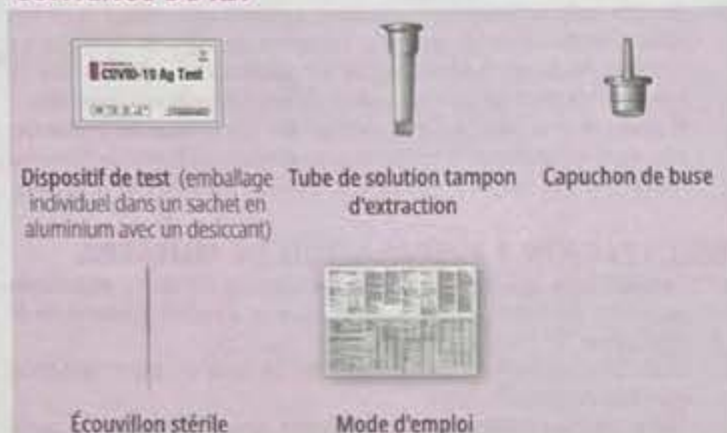 COVID-19 Ag Test
Dispositif de test (emballage
individuel dans un sachet en
aluminium avec un desiccant)
Tube de solution tampon
d'extraction
Capuchon de buse
Écouvillon stérile
Mode d'emploi